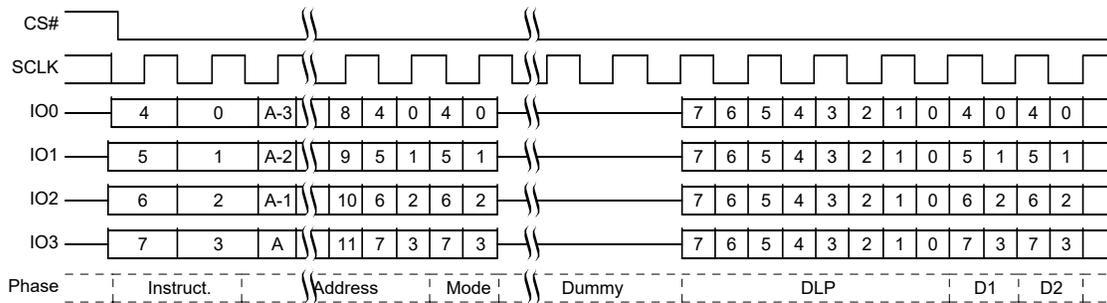 CS#
SCLK
IO0 4 0 A-3 8 4 0 4 0 7 6 5 4 3 2 1 0 4 0 4 0
IO1 5 1 A-2 9 5 1 5 1 7 6 5 4 3 2 1 0 5 1 5 1
IO2 6 2 A-1 10 6 2 6 2 7 6 5 4 3 2 1 0 6 2 6 2
IO3 7 3 A 11 7 3 7 3 7 6 5 4 3 2 1 0 7 3 7 3
Phase Instruct. Address Mode Dummy DLP D1 D2